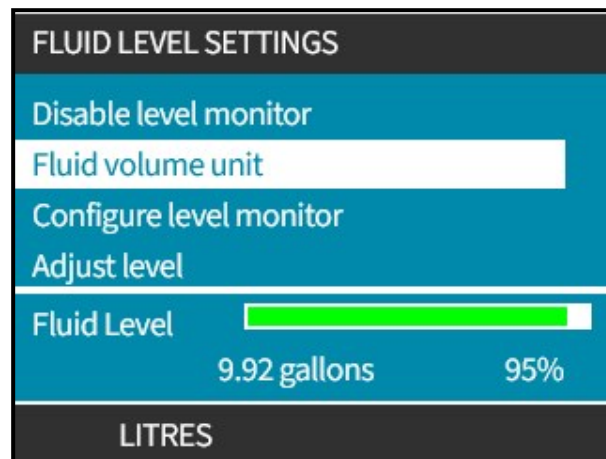 FLUID LEVEL SETTINGS
Disable level monitor
Fluid volume unit
Configure level monitor
Adjust level
Fluid Level
9.92 gallons 95%
LITRES